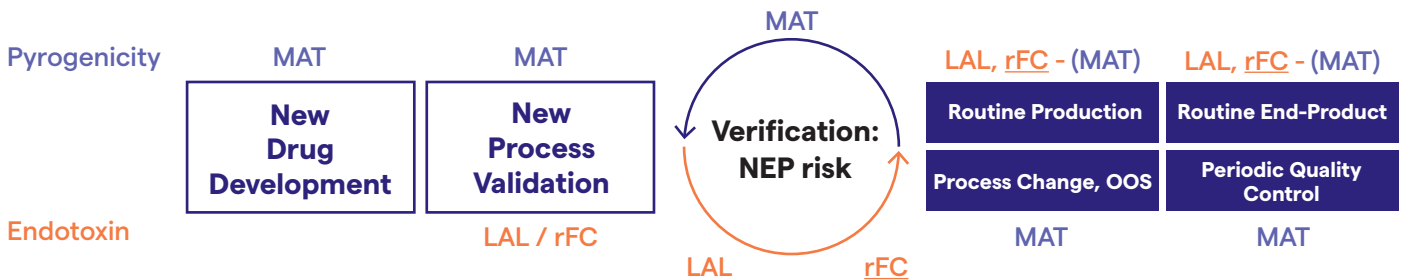 Pyrogenicity
MAT
New
Drug
Development
MAT
New
Process
Validation
LAL / rFC
Endotoxin
MAT
Verification:
NEP risk
LAL
rFC
LAL, rFC - (MAT)
Routine Production
Process Change, OOS
MAT
LAL, rFC - (MAT)
Routine End-Product
Periodic Quality
Control
MAT